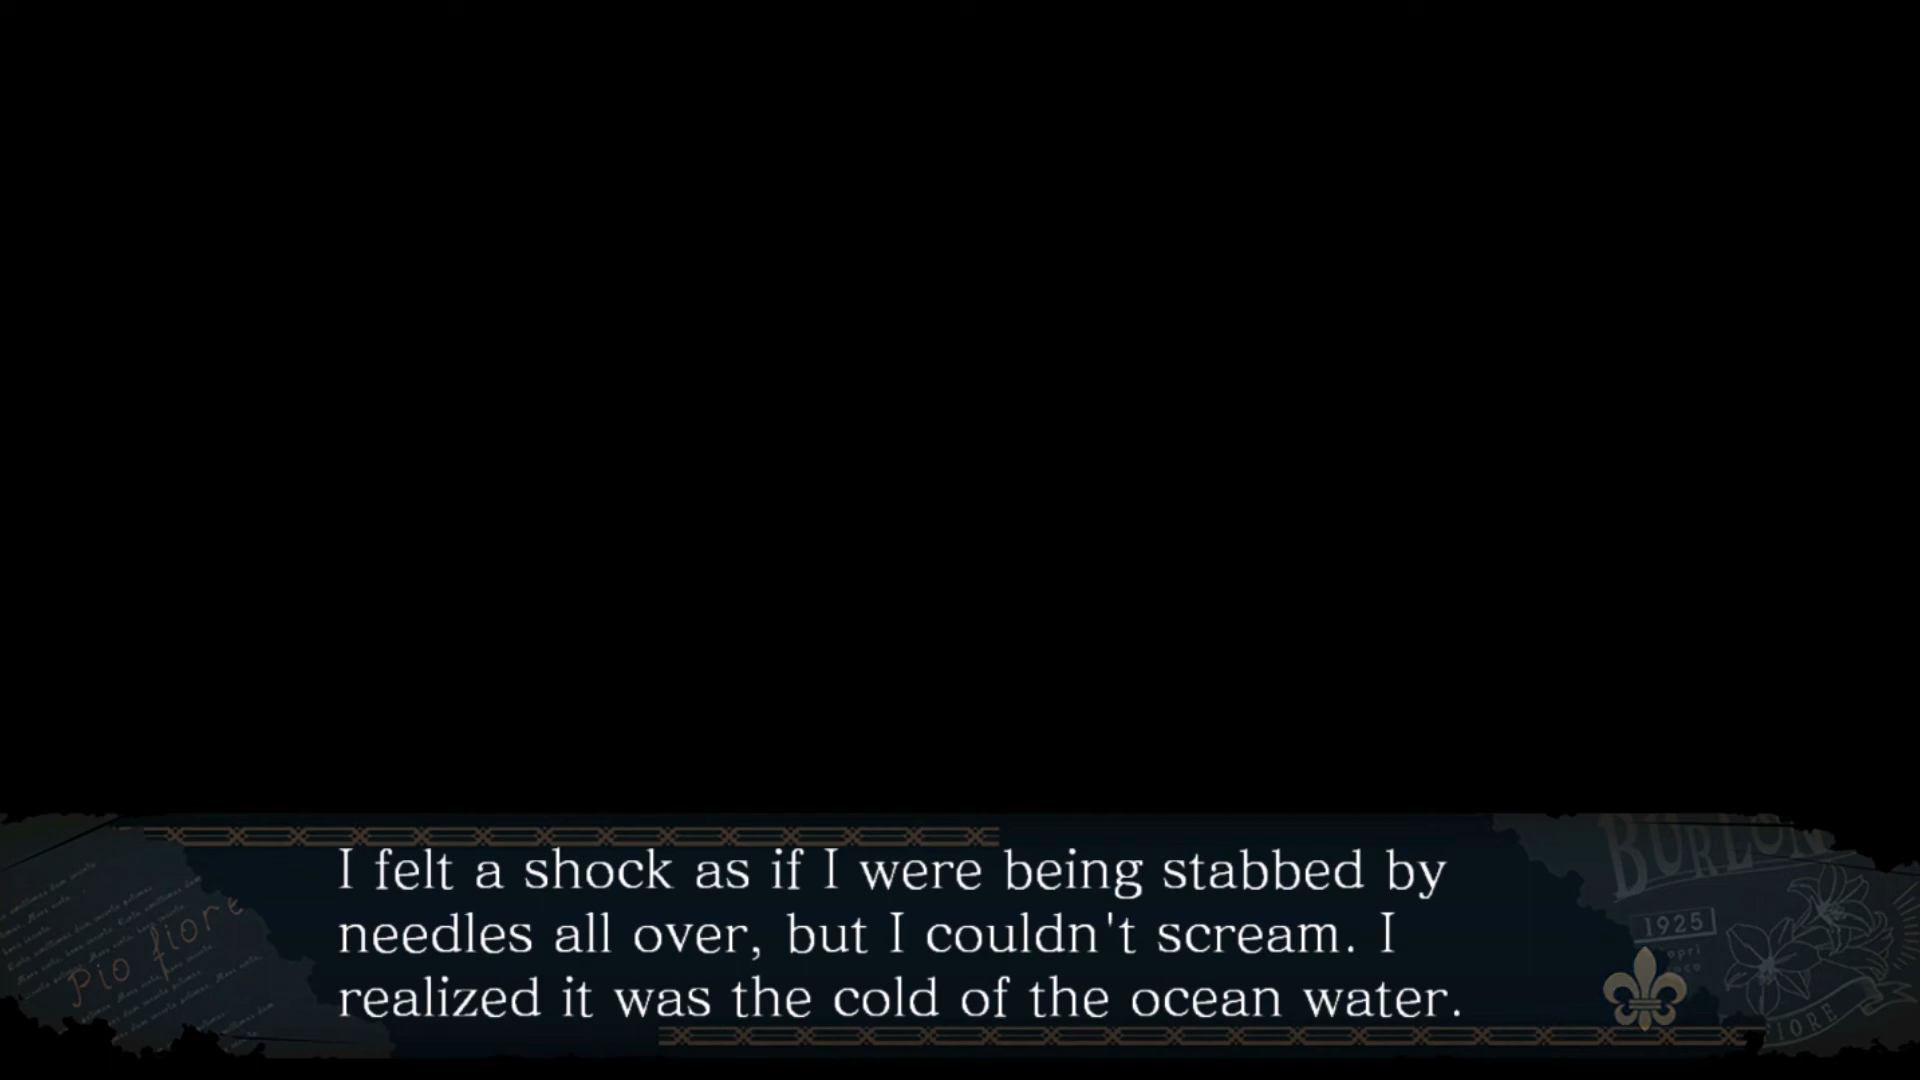 I felt a shock as if I were being stabbed by
needles all over, but I couldn't scream. I
realized it was the cold of the ocean water.
Pio fiore
BURLON
1925